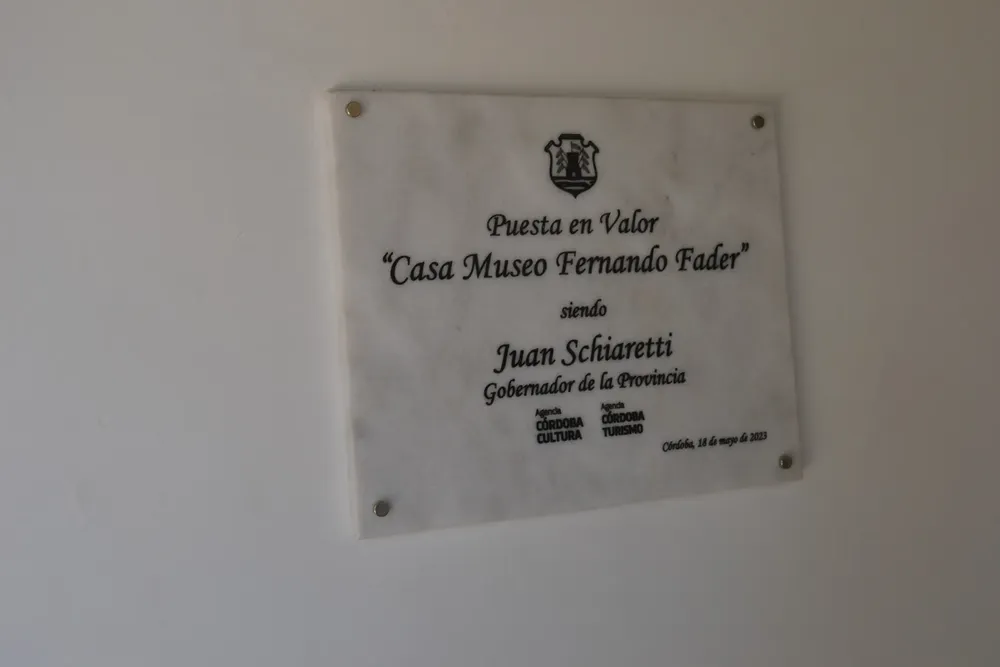 Puesta en Valor
“Casa Museo Fernando Fader”
siendo
Juan Schiaretti
Gobernador de la Provincia
Agencia
CÓRDOBA
CULTURA
Agencia
CÓRDOBA
TURISMO
Córdoba, 18 de mayo de 2023